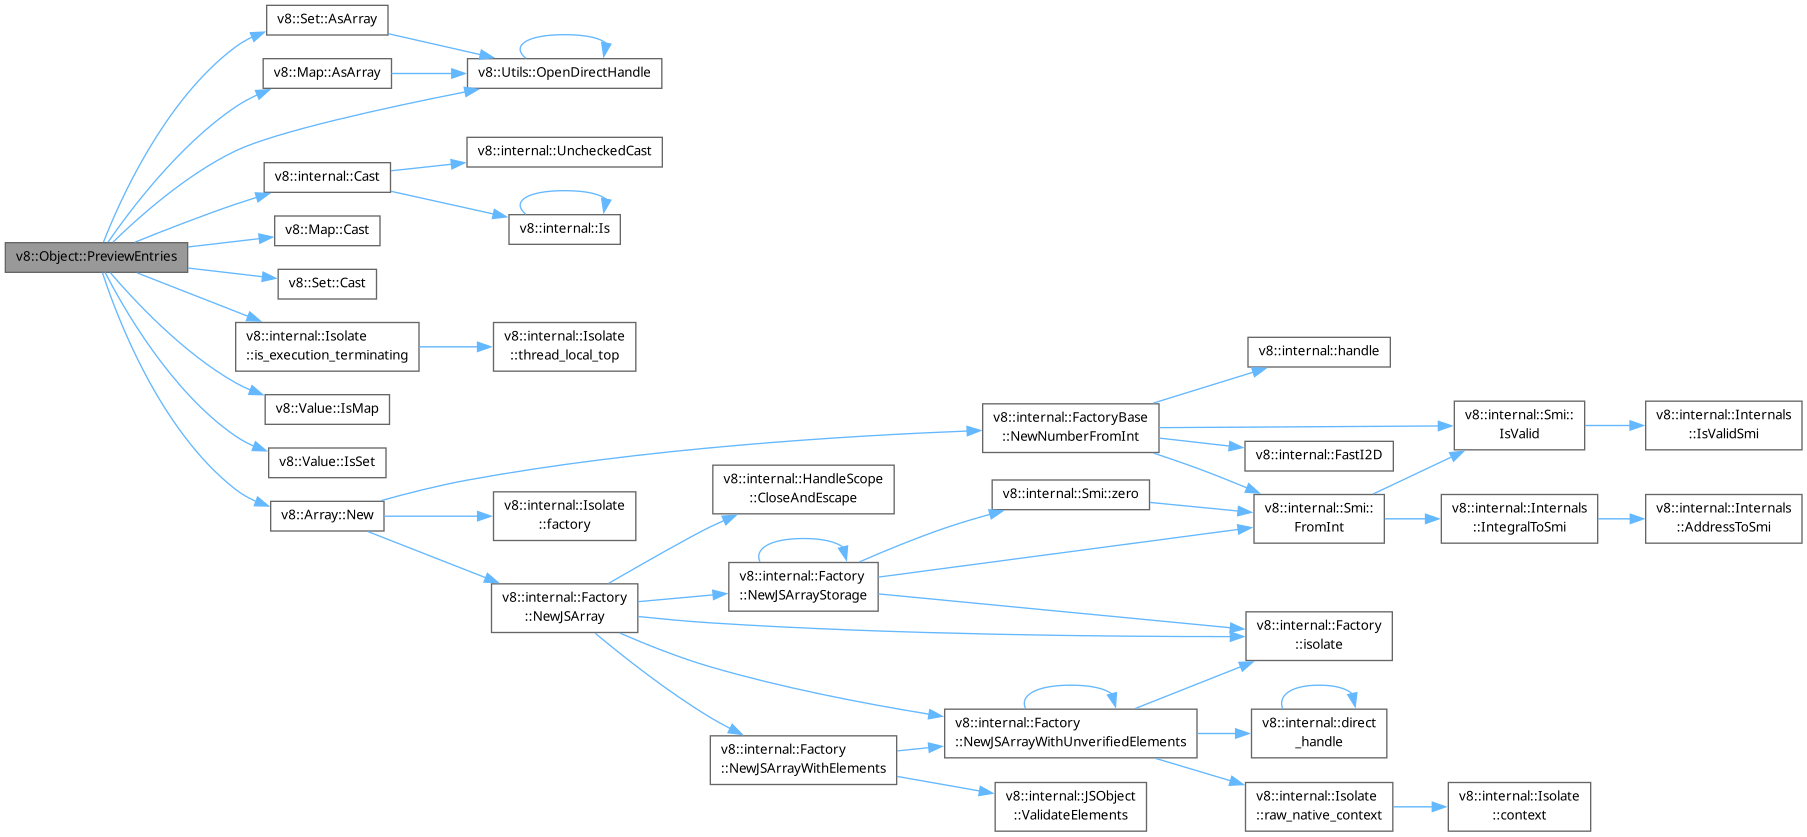 v8::Object::PreviewEntries
v8::Set::AsArray
v8::Map::AsArray
v8::Utils::OpenDirectHandle
v8::internal::Cast
v8::internal::UncheckedCast
v8::internal::Is
v8::Map::Cast
v8::Set::Cast
v8::internal::Isolate
::is_execution_terminating
v8::internal::Isolate
::thread_local_top
v8::Value::IsMap
v8::Value::IsSet
v8::Array::New
v8::internal::Isolate
::factory
v8::internal::Factory
::NewJSArray
v8::internal::HandleScope
::CloseAndEscape
v8::internal::Factory
::NewJSArrayStorage
v8::internal::Factory
::NewJSArrayWithElements
v8::internal::FactoryBase
::NewNumberFromInt
v8::internal::Smi::zero
v8::internal::Factory
::NewJSArrayWithUnverifiedElements
v8::internal::JSObject
::ValidateElements
v8::internal::handle
v8::internal::FastI2D
v8::internal::Smi::
FromInt
v8::internal::Factory
::isolate
v8::internal::direct
_handle
v8::internal::Isolate
::raw_native_context
v8::internal::Smi::
IsValid
v8::internal::Internals
::IntegralToSmi
v8::internal::Isolate
::context
v8::internal::Internals
::IsValidSmi
v8::internal::Internals
::AddressToSmi